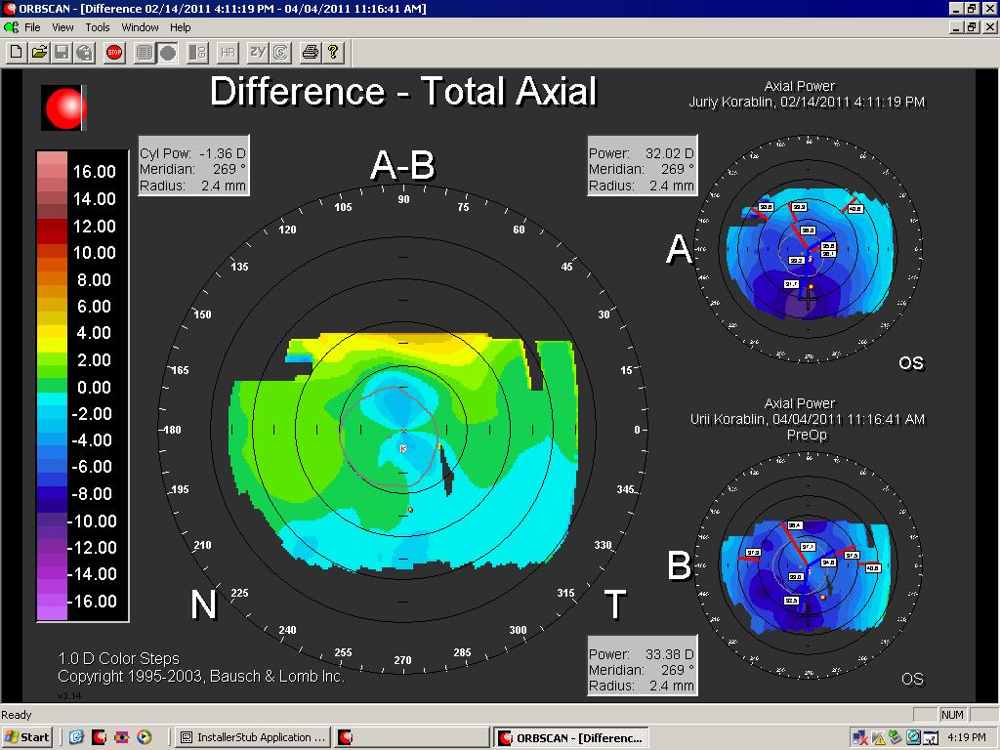 ORBSCAN - [Difference 02/14/2011 4:11:19 PM - 04/04/2011 11:16:41 AM]
File View Tools Window Help
STOP HR ZY ?
Difference - Total Axial
Axial Power
Juriy Korablin, 02/14/2011 4:11:19 PM
Cyl Pow: -1.36 D
Meridian: 269 °
Radius: 2.4 mm
A-B
Power: 32.02 D
Meridian: 269 °
Radius: 2.4 mm
A
OS
16.00
14.00
12.00
10.00
8.00
6.00
4.00
2.00
0.00
-2.00
-4.00
-6.00
-8.00
-10.00
-12.00
-14.00
-16.00
90
105
75
120
60
135
45
150
30
165
15
180
0
195
345
210
330
225
315
240
300
255
285
270
N
T
Axial Power
Urii Korablin, 04/04/2011 11:16:41 AM
PreOp
B
OS
Power: 33.38 D
Meridian: 269 °
Radius: 2.4 mm
1.0 D Color Steps
Copyright 1995-2003, Bausch & Lomb Inc.
v3.14
Ready
NUM
Start
InstallerStub Application ...
ORBSCAN - [Differenc...
4:19 PM